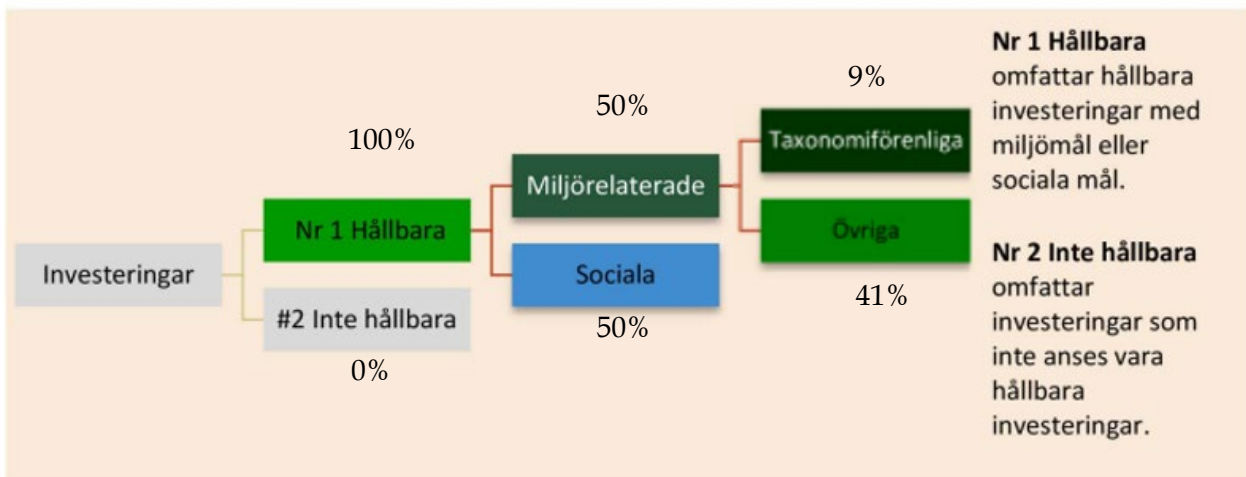 100%
50%
9%
Investeringar
Nr 1 Hållbara
#2 Inte hållbara
0%
Miljörelaterade
Sociala
50%
Taxonomiförenliga
Övriga
41%
Nr 1 Hållbara
omfattar hållbara
investeringar med
miljömål eller
sociala mål.
Nr 2 Inte hållbara
omfattar
investeringar som
inte anses vara
hållbara
investeringar.